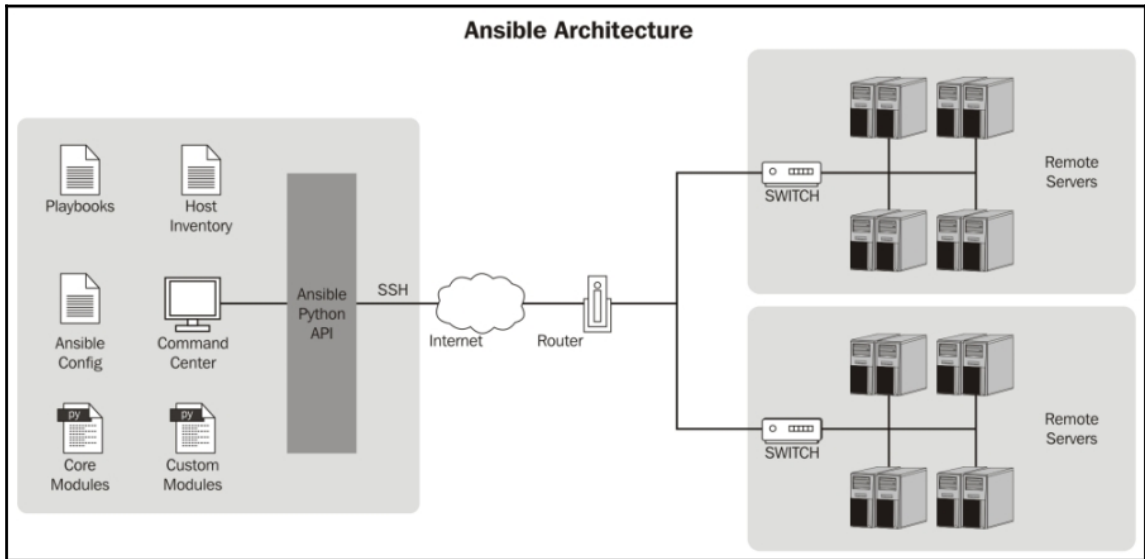 Ansible Architecture
Playbooks
Host
Inventory
Ansible
Config
Command
Center
py
Core
Modules
py
Custom
Modules
Ansible
Python
API
SSH
Internet
Router
SWITCH
Remote
Servers
SWITCH
Remote
Servers